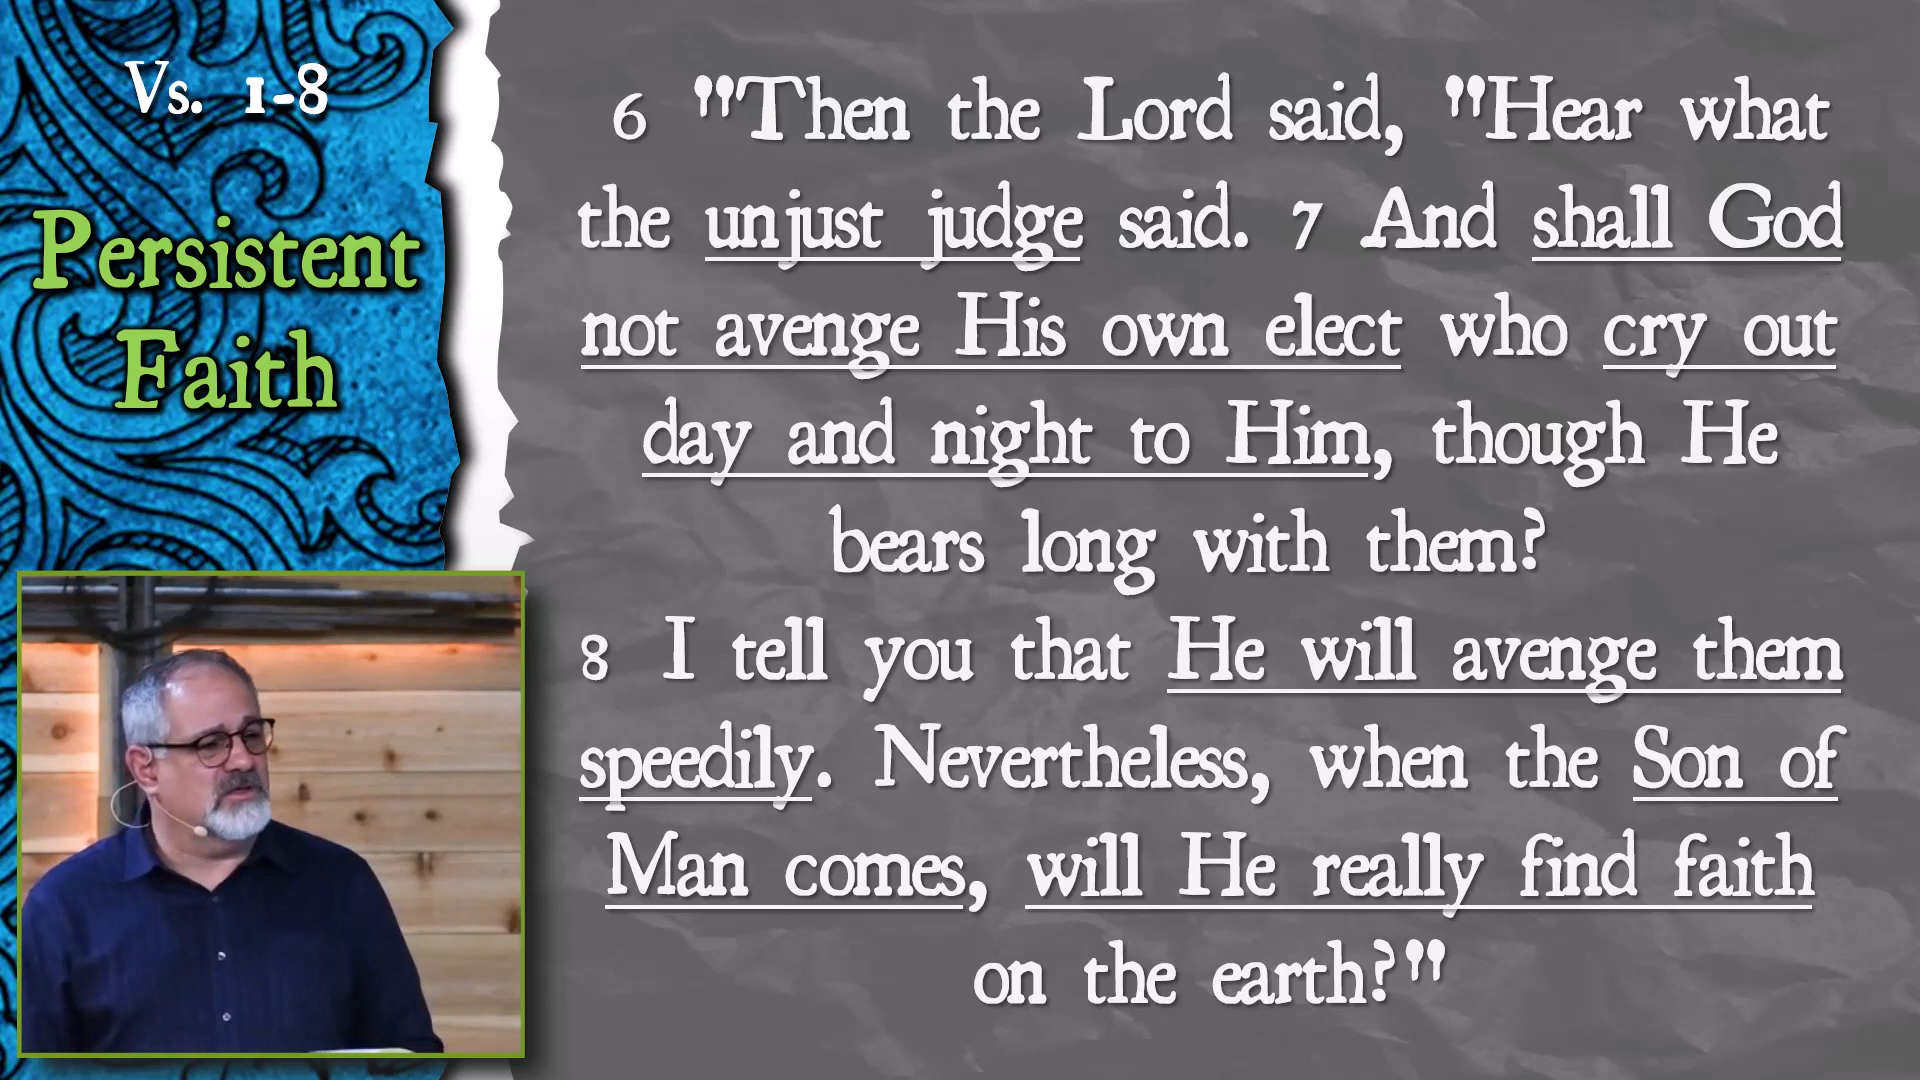 Vs. 1-8
Persistent
Faith
6 "Then the Lord said, "Hear what
the unjust judge said. 7 And shall God
not avenge His own elect who cry out
day and night to Him, though He
bears long with them?
8 I tell you that He will avenge them
speedily. Nevertheless, when the Son of
Man comes, will He really find faith
on the earth?"